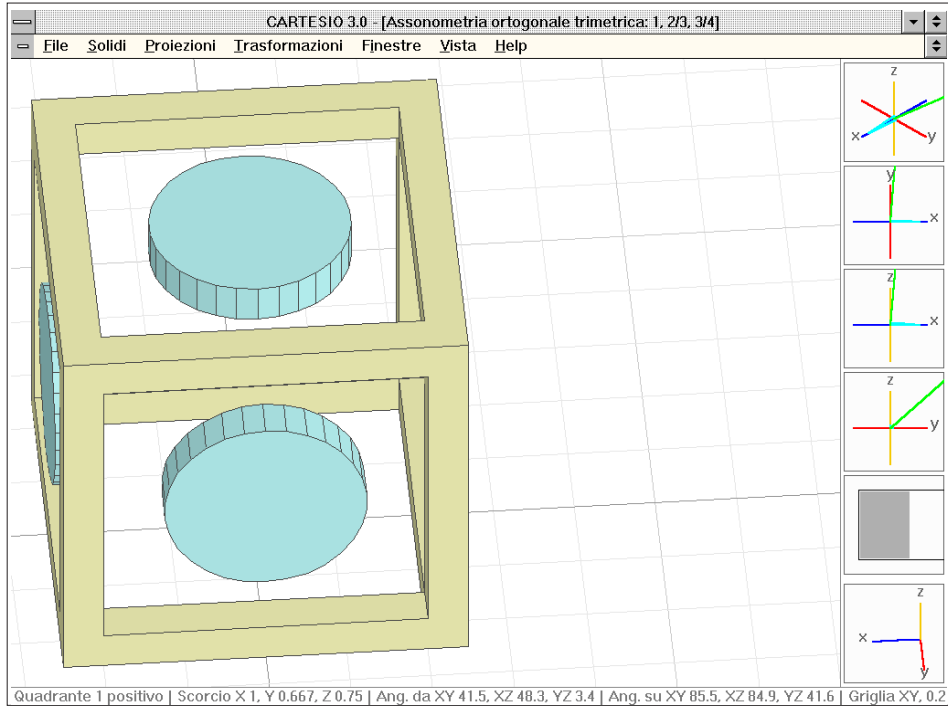 CARTESIO 3.0 - [Assonometria ortogonale trimetrica: 1, 2/3, 3/4]
File Solidi Proiezioni Trasformazioni Finestre Vista Help
z
x y
y
x
z
x
z
y
z
x
y
Quadrante 1 positivo | Scorcio X 1, Y 0.667, Z 0.75 | Ang. da XY 41.5, XZ 48.3, YZ 3.4 | Ang. su XY 85.5, XZ 84.9, YZ 41.6 | Griglia XY, 0.2